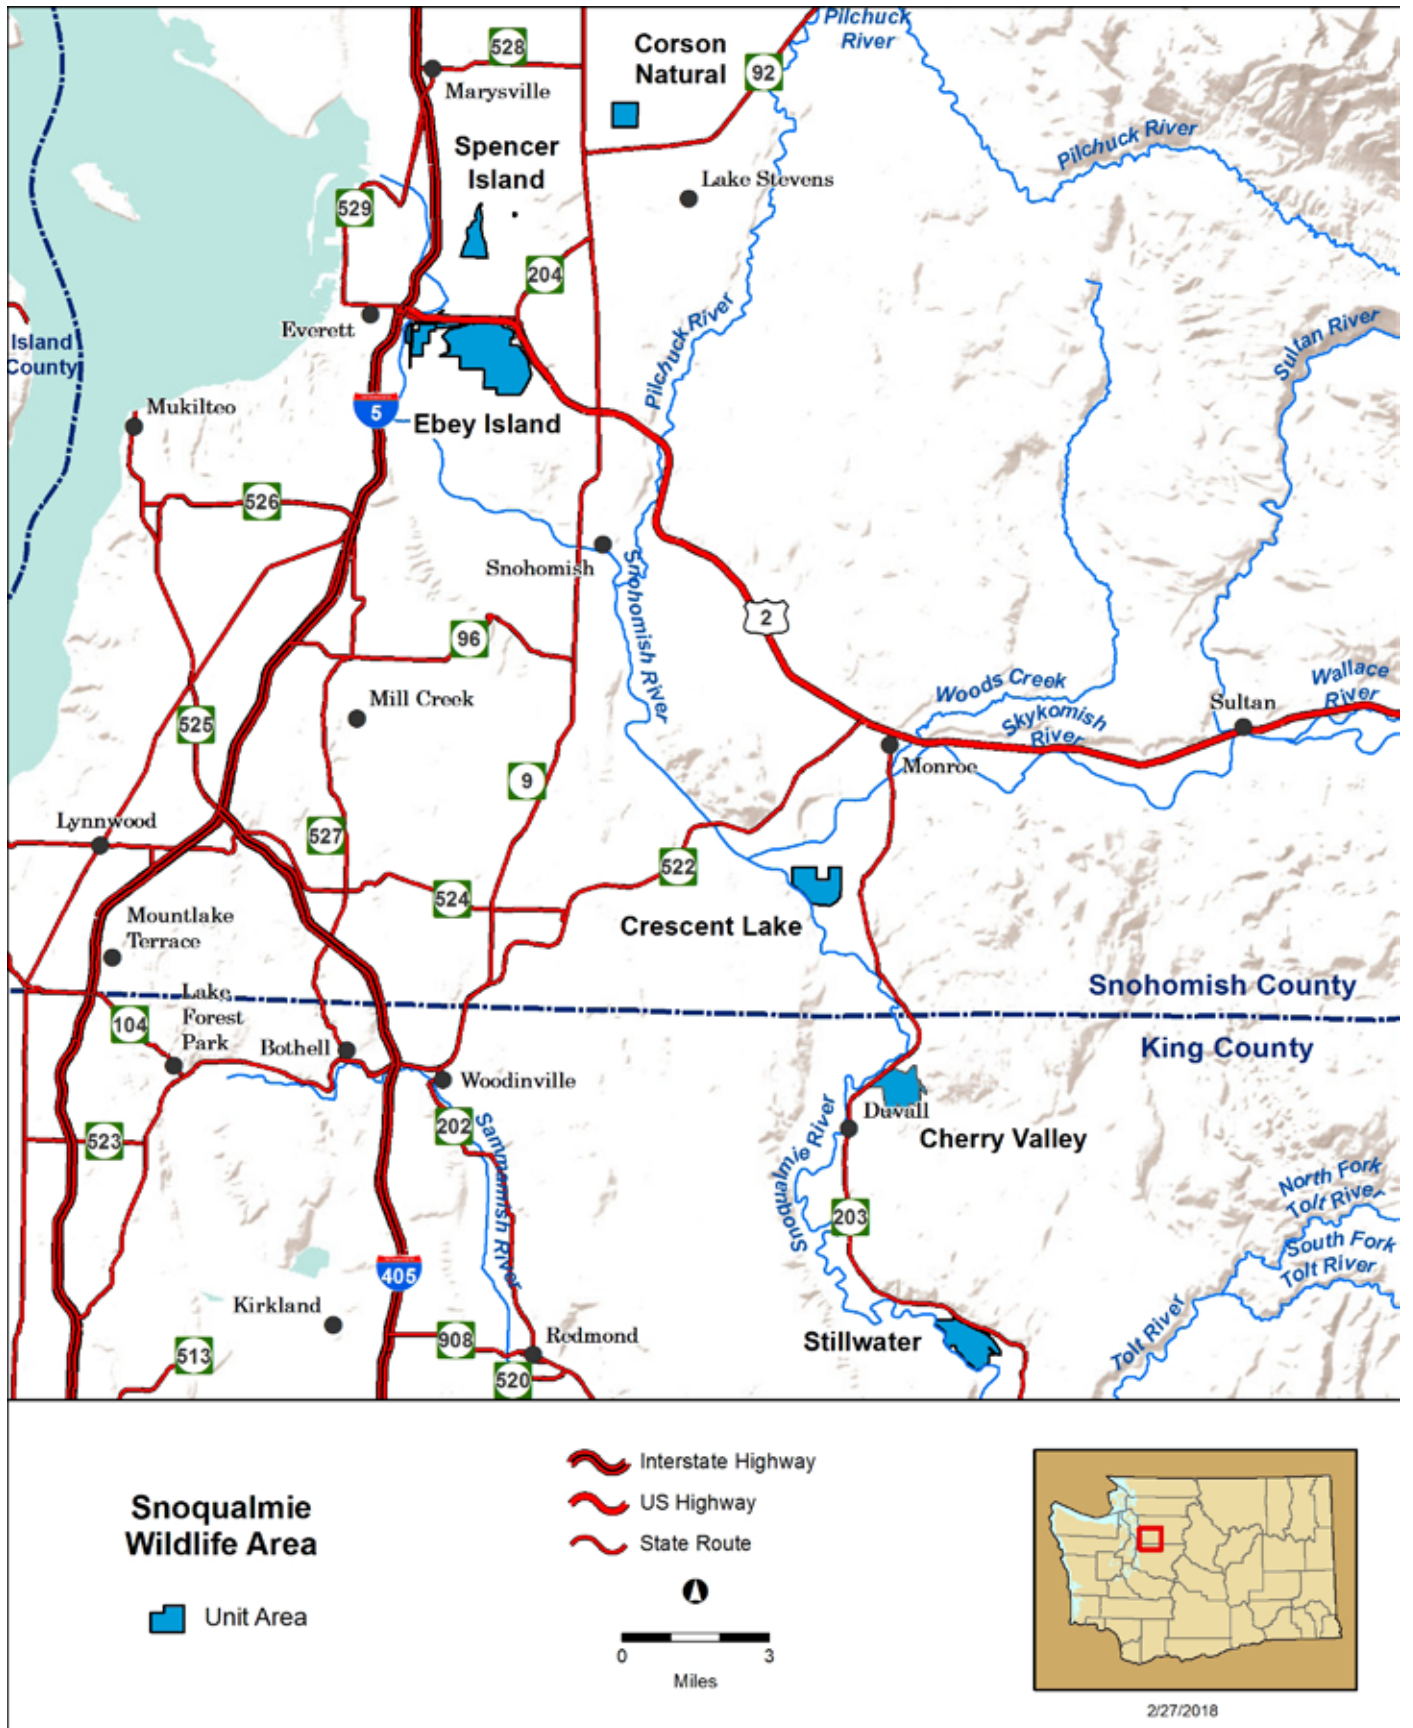 Pilchuck
River
528
Corson
Natural
92
Marysville
Pilchuck River
Spencer
Island
Lake Stevens
529
204
Everett
Pilchuck River
Sultan River
Island
County
Mukilteo
5
Ebey Island
526
Snohomish
Snohomish River
2
96
Mill Creek
Woods Creek
Wallace
River
Sultan
Skykomish
River
525
Monroe
9
Lynnwood
527
522
524
Crescent Lake
Mountlake
Terrace
Snohomish County
Lake
Forest
Park
104
King County
Bothell
Woodinville
Duvall
202
523
Cherry Valley
Sammamish River
Snoqualmie River
North Fork
Tolt River
203
South Fork
Tolt River
405
Kirkland
908
Redmond
Stillwater
Tolt River
513
520
Snoqualmie
Wildlife Area
Unit Area
Interstate Highway
US Highway
State Route
0 3
Miles
2/27/2018